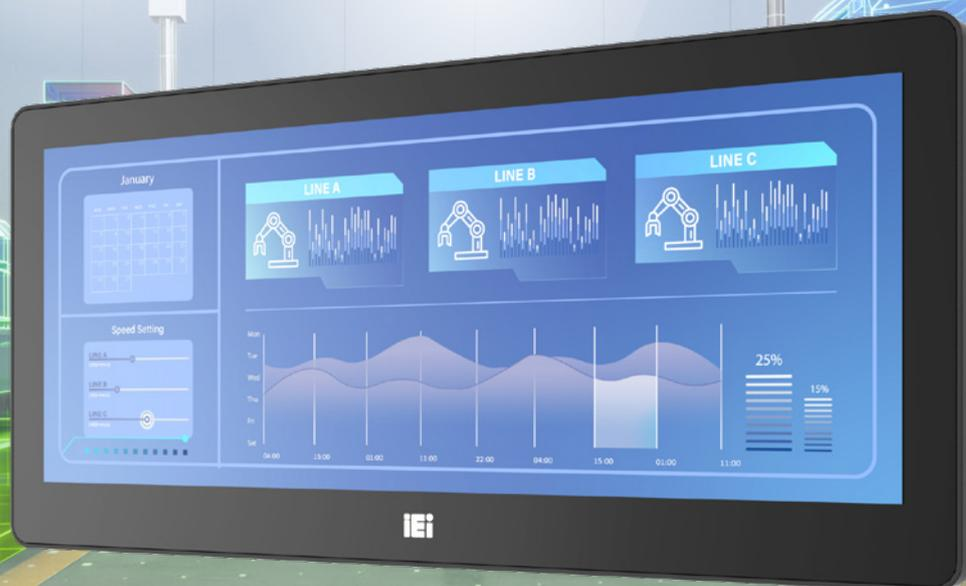 January
LINE A
LINE B
LINE C
Speed Setting
LINE A
LINE B
LINE C
Mon
Tue
Wed
Thu
Fri
Sat
04:00
15:00
01:00
11:00
22:00
04:00
15:00
01:00
11:00
25%
15%
iEi